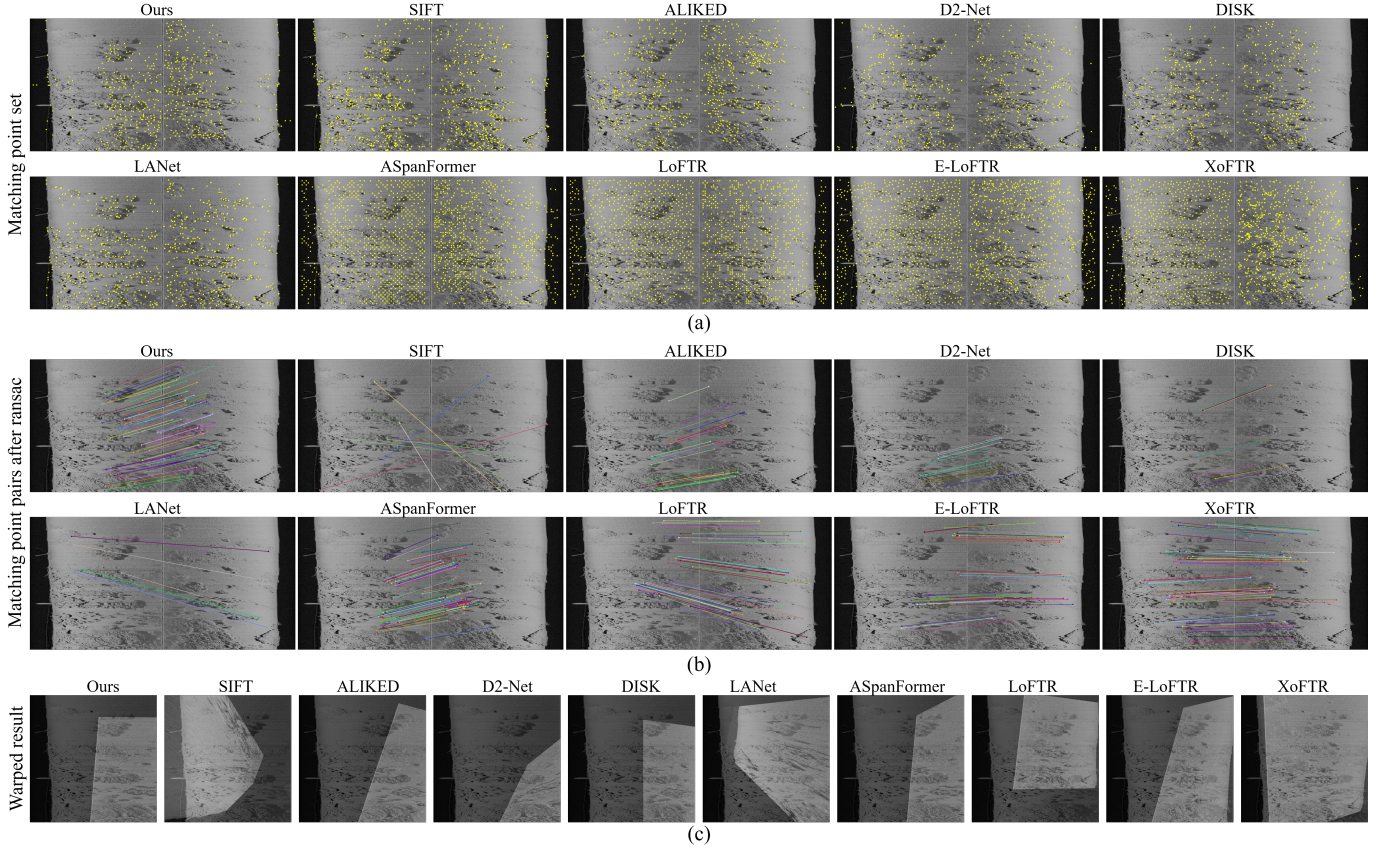 Ours SIFT ALIKED D2-Net DISK
Matching point set
LANet ASpanFormer LoFTR E-LoFTR XoFTR
(a)
Ours SIFT ALIKED D2-Net DISK
Matching point pairs after ransac
LANet ASpanFormer LoFTR E-LoFTR XoFTR
(b)
Ours SIFT ALIKED D2-Net DISK LANet ASpanFormer LoFTR E-LoFTR XoFTR
Warped result
(c)